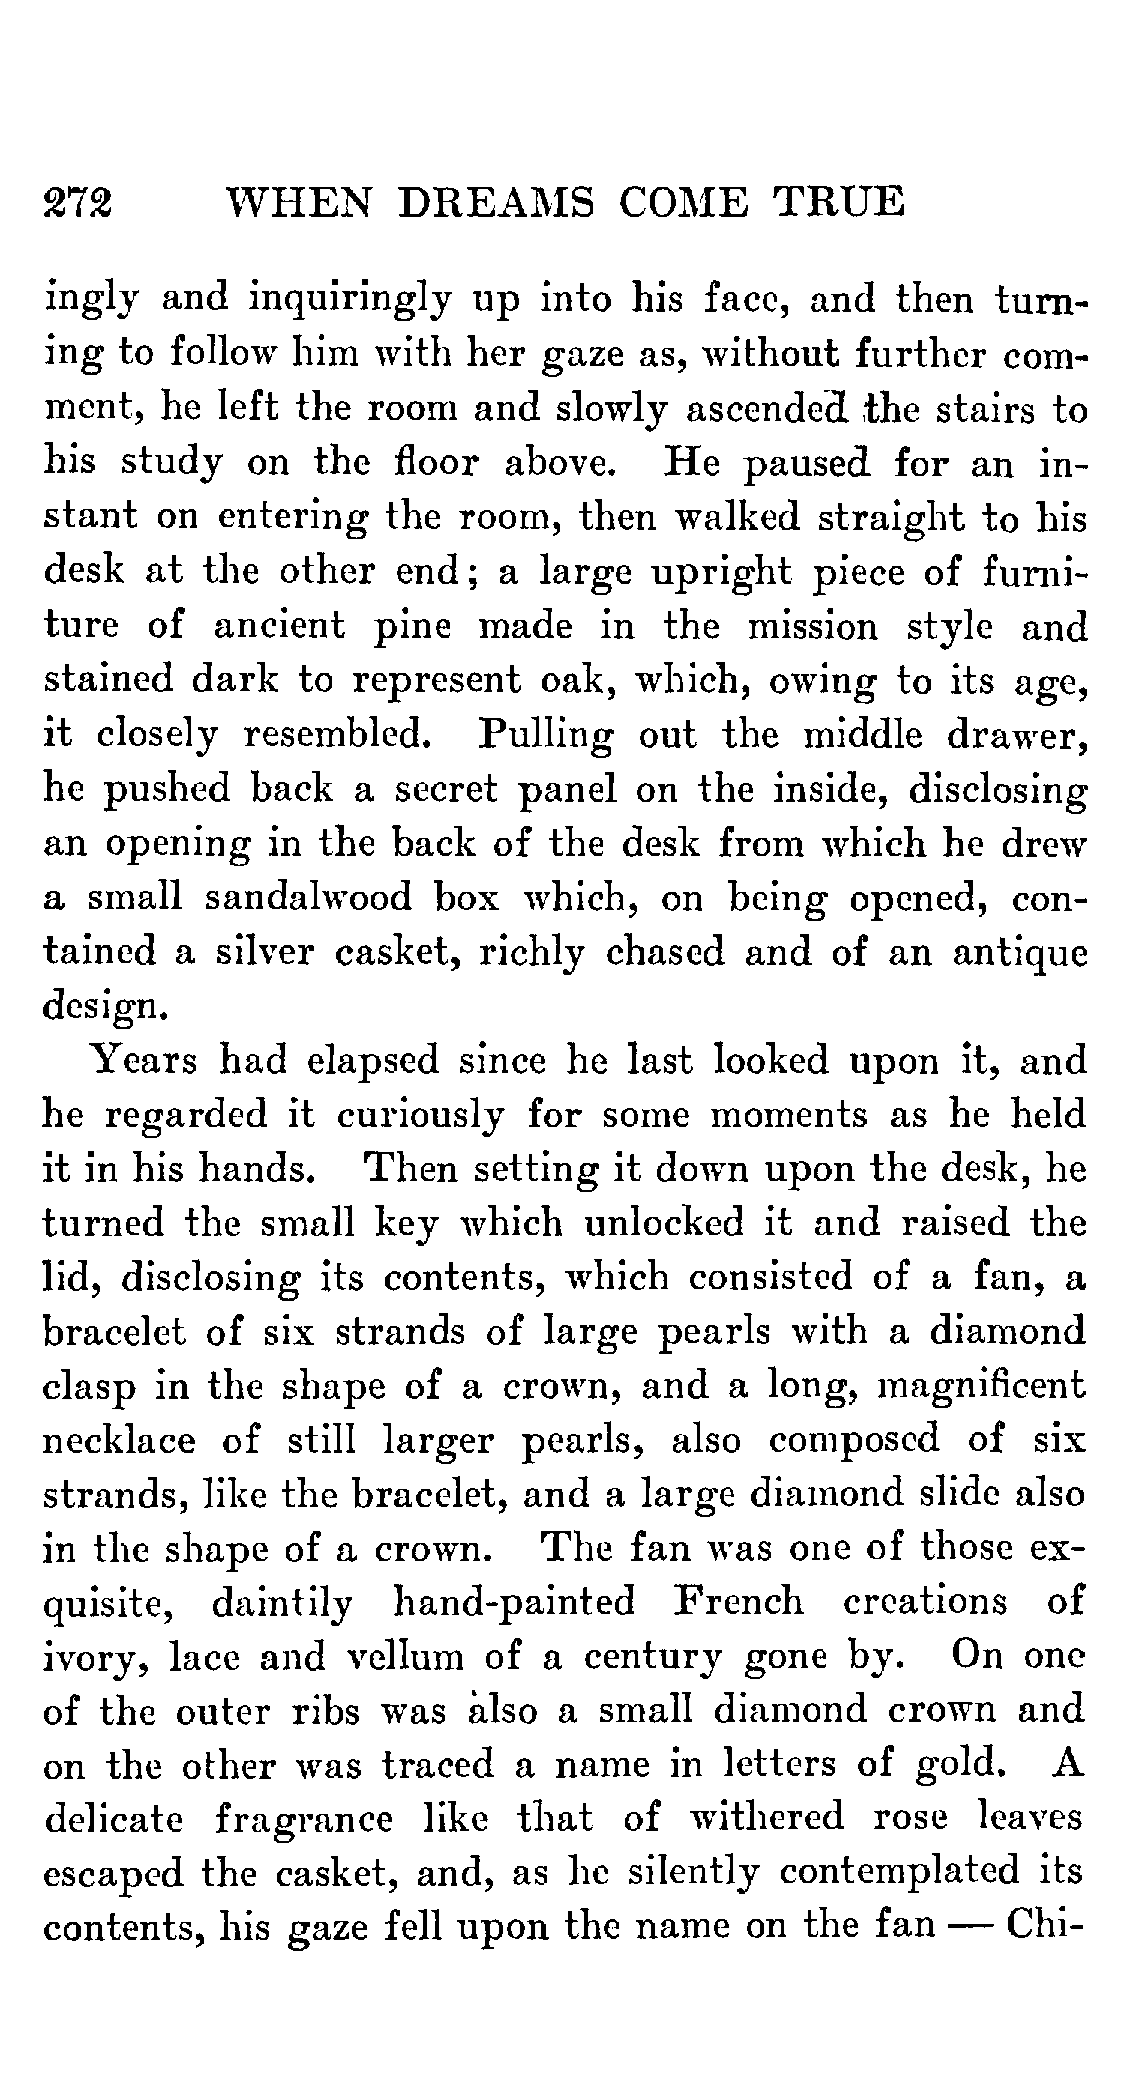 272 WHEN DREAMS COME TRUE
ingly and inquiringly up into his face, and then turn-
ing to follow him with her gaze as, without further com-
ment, he left the room and slowly ascended the stairs to
his study on the floor above. He paused for an in-
stant on entering the room, then walked straight to his
desk at the other end; a large upright piece of furni-
ture of ancient pine made in the mission style and
stained dark to represent oak, which, owing to its age,
it closely resembled. Pulling out the middle drawer,
he pushed back a secret panel on the inside, disclosing
an opening in the back of the desk from which he drew
a small sandalwood box which, on being opened, con-
tained a silver casket, richly chased and of an antique
design.
Years had elapsed since he last looked upon it, and
he regarded it curiously for some moments as he held
it in his hands. Then setting it down upon the desk, he
turned the small key which unlocked it and raised the
lid, disclosing its contents, which consisted of a fan, a
bracelet of six strands of large pearls with a diamond
clasp in the shape of a crown, and a long, magnificent
necklace of still larger pearls, also composed of six
strands, like the bracelet, and a large diamond slide also
in the shape of a crown. The fan was one of those ex-
quisite, daintily hand-painted French creations of
ivory, lace and vellum of a century gone by. On one
of the outer ribs was also a small diamond crown and
on the other was traced a name in letters of gold. A
delicate fragrance like that of withered rose leaves
escaped the casket, and, as he silently contemplated its
contents, his gaze fell upon the name on the fan — Chi-